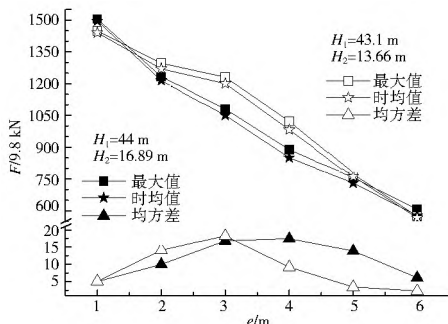 F/9.8 kN
1500
1350
1200
1050
900
750
600
20
15
10
5
H₁=43.1 m
H₂=13.66 m
最大值
时均值
均方差
H₁=44 m
H₂=16.89 m
最大值
时均值
均方差
1 2 3 4 5 6
e/m